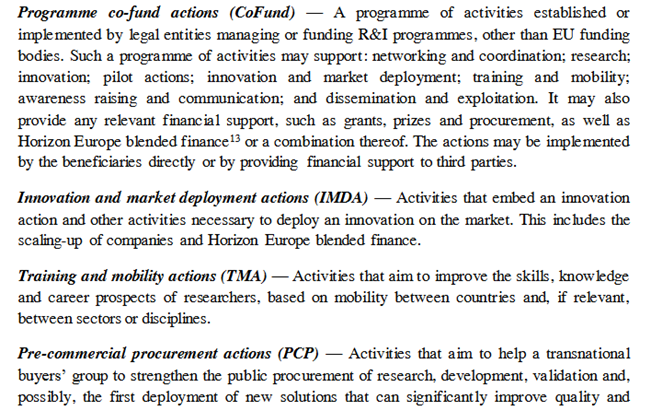 Programme co-fund actions (CoFund) — A programme of activities established or
implemented by legal entities managing or funding R&I programmes, other than EU funding
bodies. Such a programme of activities may support: networking and coordination; research;
innovation; pilot actions; innovation and market deployment; training and mobility;
awareness raising and communication; and dissemination and exploitation. It may also
provide any relevant financial support, such as grants, prizes and procurement, as well as
Horizon Europe blended finance13 or a combination thereof. The actions may be implemented
by the beneficiaries directly or by providing financial support to third parties.
Innovation and market deployment actions (IMDA) — Activities that embed an innovation
action and other activities necessary to deploy an innovation on the market. This includes the
scaling-up of companies and Horizon Europe blended finance.
Training and mobility actions (TMA) — Activities that aim to improve the skills, knowledge
and career prospects of researchers, based on mobility between countries and, if relevant,
between sectors or disciplines.
Pre-commercial procurement actions (PCP) — Activities that aim to help a transnational
buyers’ group to strengthen the public procurement of research, development, validation and,
possibly, the first deployment of new solutions that can significantly improve quality and